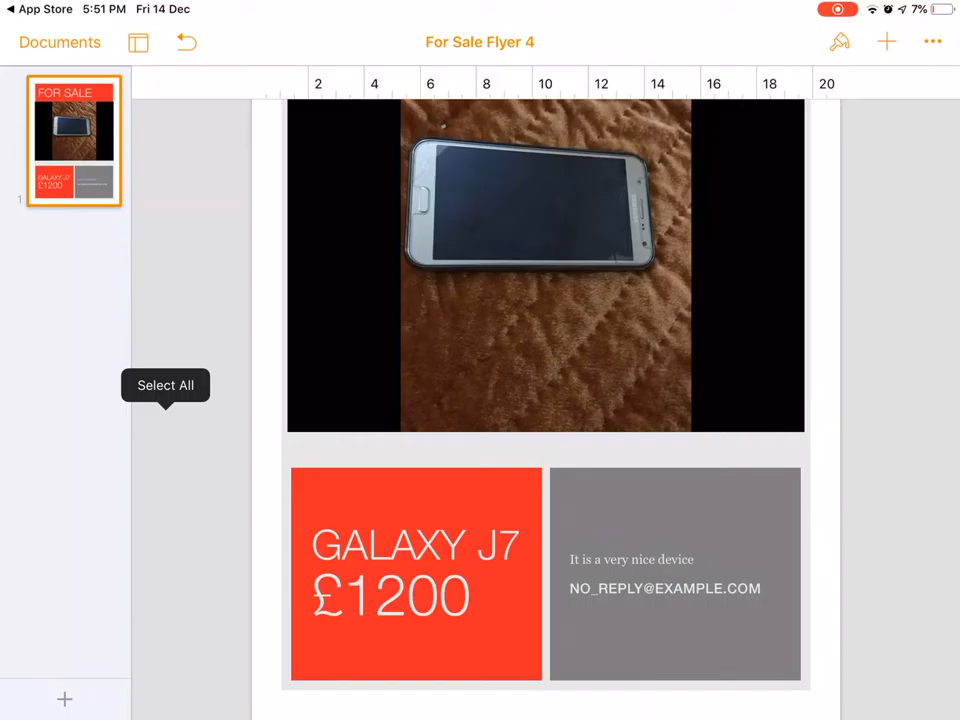 App Store 5:51 PM Fri 14 Dec 7%
Documents For Sale Flyer 4
2 4 6 8 10 12 14 16 18 20
FOR SALE
GALAXY J7
£1200
1
Select All
GALAXY J7
£1200
It is a very nice device
NO_REPLY@EXAMPLE.COM